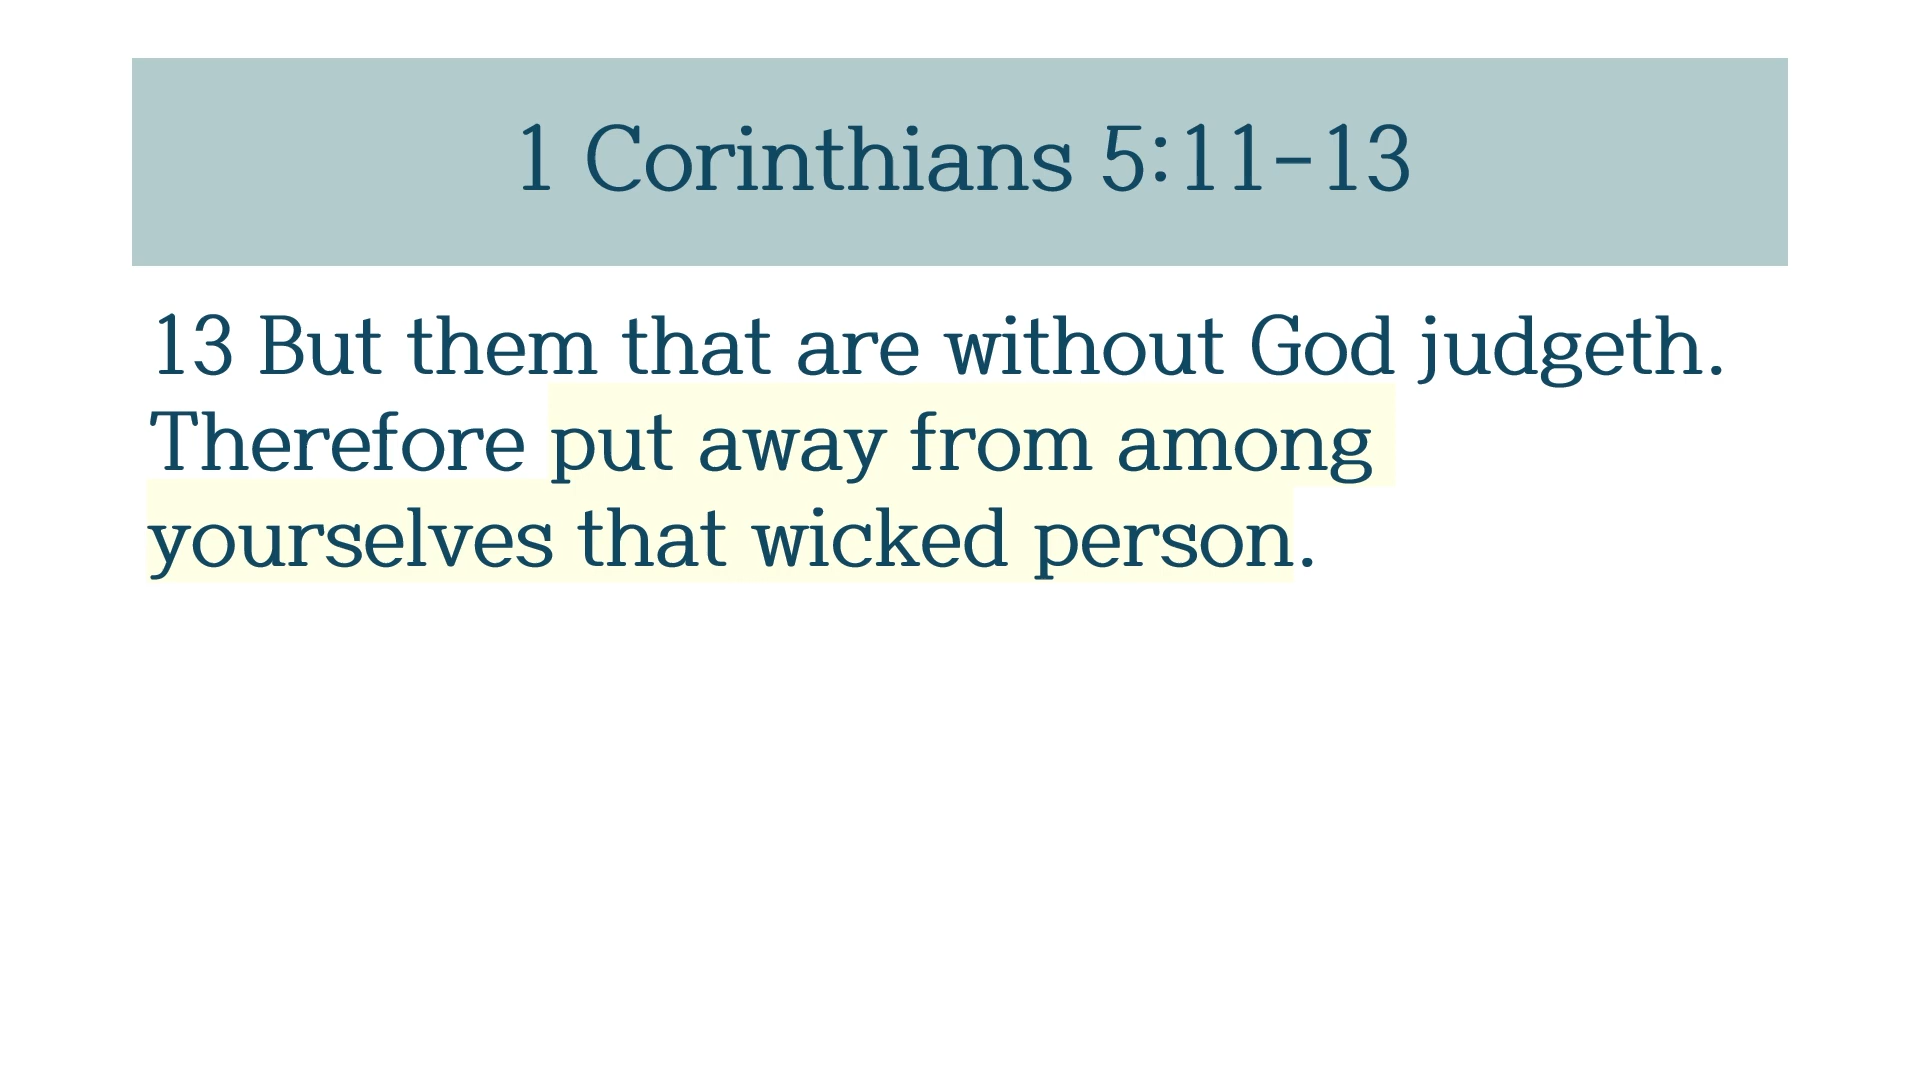 1 Corinthians 5:11-13
13 But them that are without God judgeth.
Therefore put away from among
yourselves that wicked person.